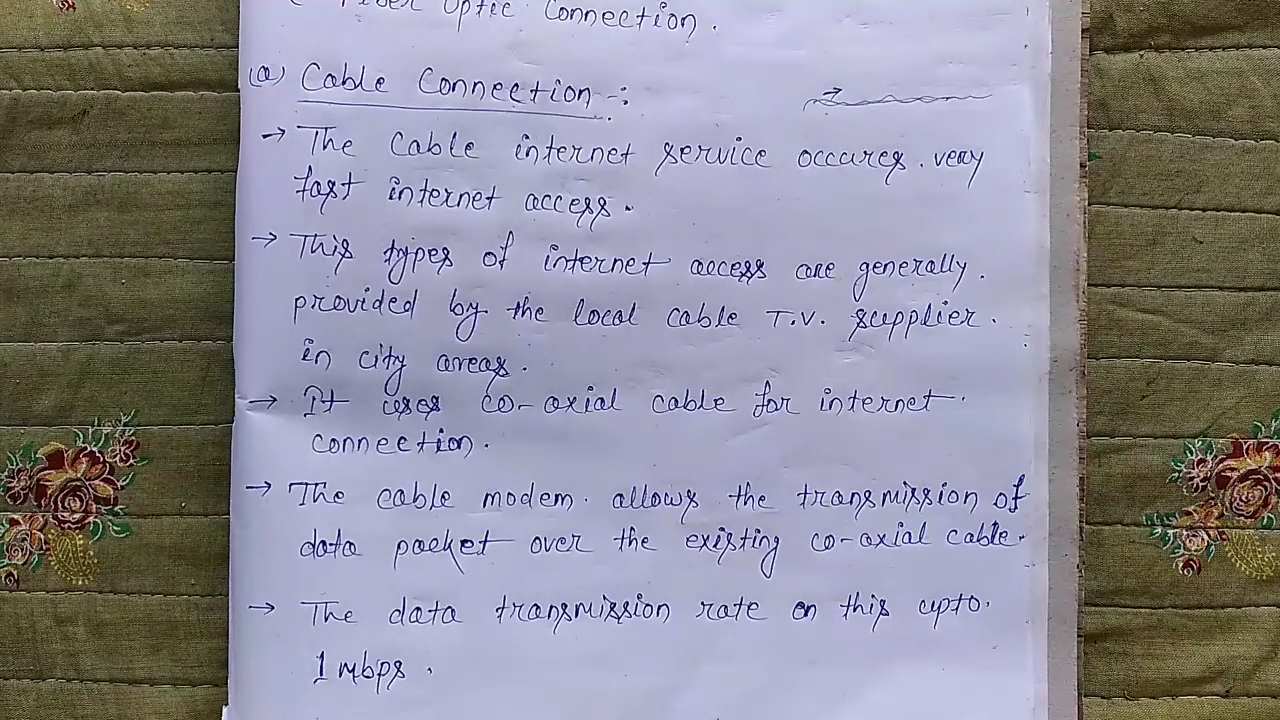 Fiber Optic Connection.
(a) Cable Connection -:
→ The Cable internet service occures. very
fast internet access.
→ This types of internet access are generally.
provided by the local cable T.V. supplier.
in city areas.
→ It uses co-axial cable for internet.
connection.
→ The cable modem. allows the transmission of
data packet over the existing co-axial cable.
→ The data transmission rate on this upto.
1 mbps.